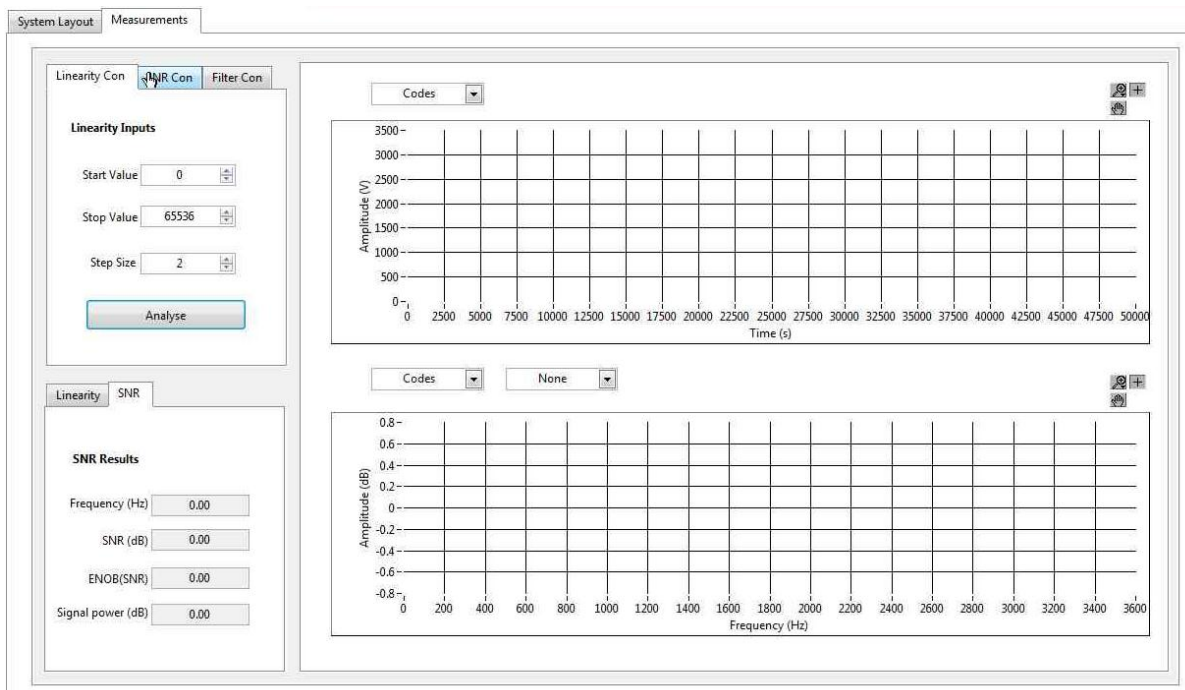 System Layout Measurements
Linearity Con SNR Con Filter Con
Linearity Inputs
Start Value 0
Stop Value 65536
Step Size 2
Analyse
Linearity SNR
SNR Results
Frequency (Hz) 0.00
SNR (dB) 0.00
ENOB(SNR) 0.00
Signal power (dB) 0.00
Codes
Amplitude (V)
3500
3000
2500
2000
1500
1000
500
0
0 2500 5000 7500 10000 12500 15000 17500 20000 22500 25000 27500 30000 32500 35000 37500 40000 42500 45000 47500 50000
Time (s)
Codes None
Amplitude (dB)
0.8
0.6
0.4
0.2
0
-0.2
-0.4
-0.6
-0.8
0 200 400 600 800 1000 1200 1400 1600 1800 2000 2200 2400 2600 2800 3000 3200 3400 3600
Frequency (Hz)